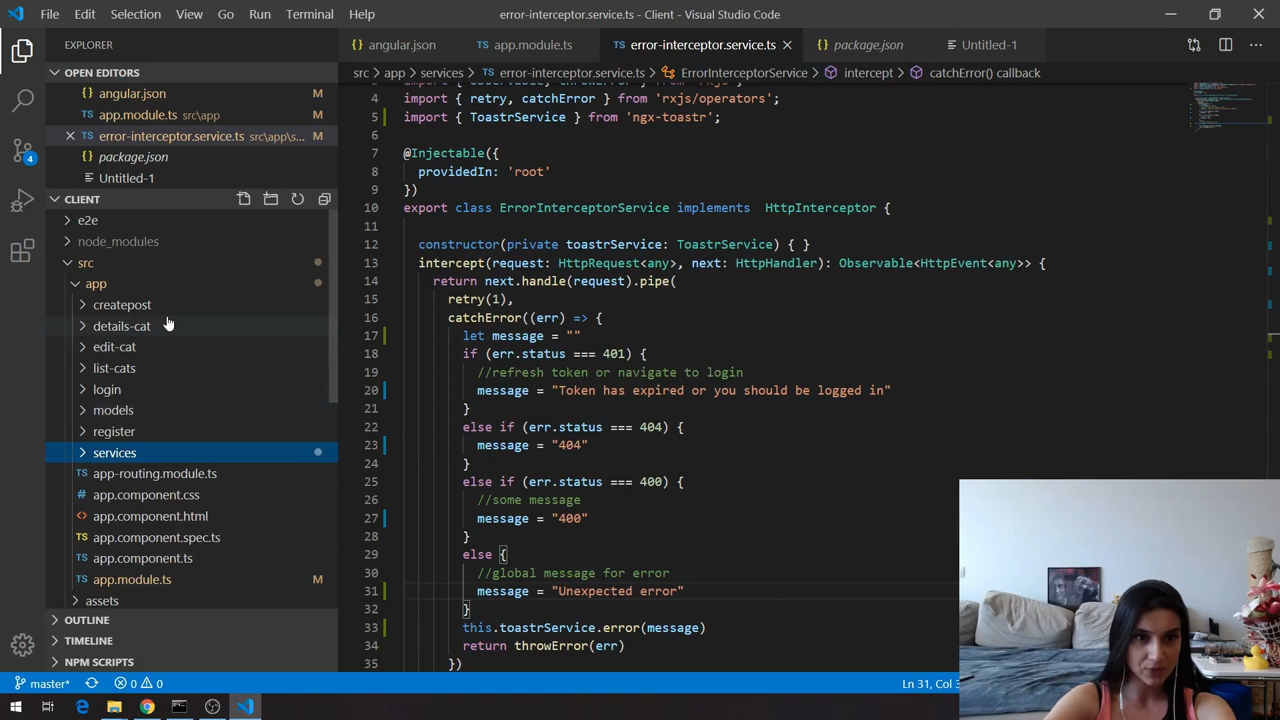 File Edit Selection View Go Run Terminal Help
error-interceptor.service.ts - Client - Visual Studio Code
EXPLORER
OPEN EDITORS
{} angular.json M
TS app.module.ts src\app M
TS error-interceptor.service.ts src\app\s... M
{} package.json
Untitled-1
CLIENT
e2e
node_modules
src
app
createpost
details-cat
edit-cat
list-cats
login
models
register
services
TS app-routing.module.ts
# app.component.css
<> app.component.html
TS app.component.spec.ts
TS app.component.ts
TS app.module.ts M
assets
OUTLINE
TIMELINE
NPM SCRIPTS
4
{} angular.json
TS app.module.ts
TS error-interceptor.service.ts
{} package.json
Untitled-1
src > app > services > TS error-interceptor.service.ts > ErrorInterceptorService > intercept > catchError() callback
4 import { retry, catchError } from 'rxjs/operators';
5 import { ToastrService } from 'ngx-toastr';
6
7 @Injectable({
8 providedIn: 'root'
9 })
10 export class ErrorInterceptorService implements HttpInterceptor {
11
12 constructor(private toastrService: ToastrService) { }
13 intercept(request: HttpRequest<any>, next: HttpHandler): Observable<HttpEvent<any>> {
14 return next.handle(request).pipe(
15 retry(1),
16 catchError((err) => {
17 let message = ""
18 if (err.status === 401) {
19 //refresh token or navigate to login
20 message = "Token has expired or you should be logged in"
21 }
22 else if (err.status === 404) {
23 message = "404"
24 }
25 else if (err.status === 400) {
26 //some message
27 message = "400"
28 }
29 else {
30 //global message for error
31 message = "Unexpected error"
32 }
33 this.toastrService.error(message)
34 return throwError(err)
35 })
master* 0 0
Ln 31, Col 3